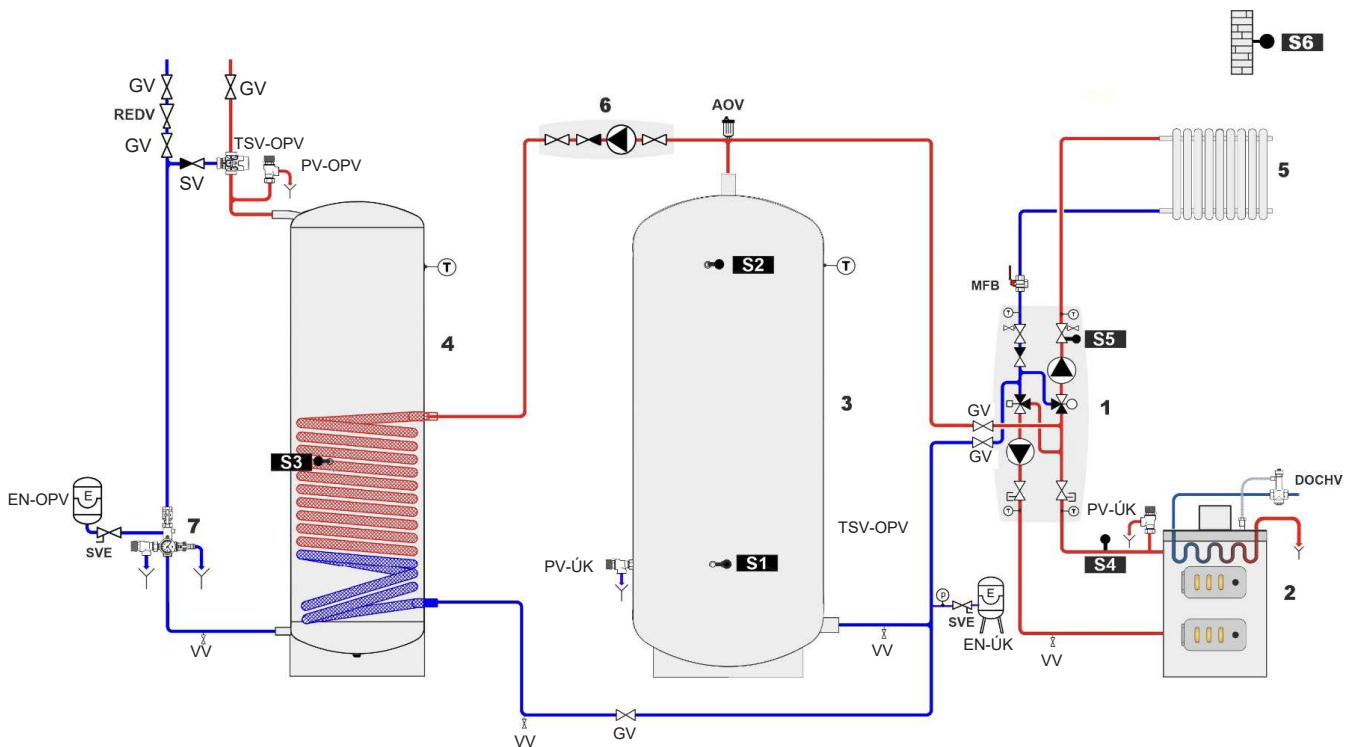 S6
GV
GV
REDV
GV
TSV-OPV
PV-OPV
SV
6
AOV
5
T
S2
T
MFB
T
T
S5
4
3
GV
1
GV
S3
EN-OPV
E
7
SVE
DOCHV
TSV-OPV
PV-ÚK
T
T
PV-ÚK
S1
S4
2
p
E
SVE
EN-ÚK
VV
VV
VV
VV
GV